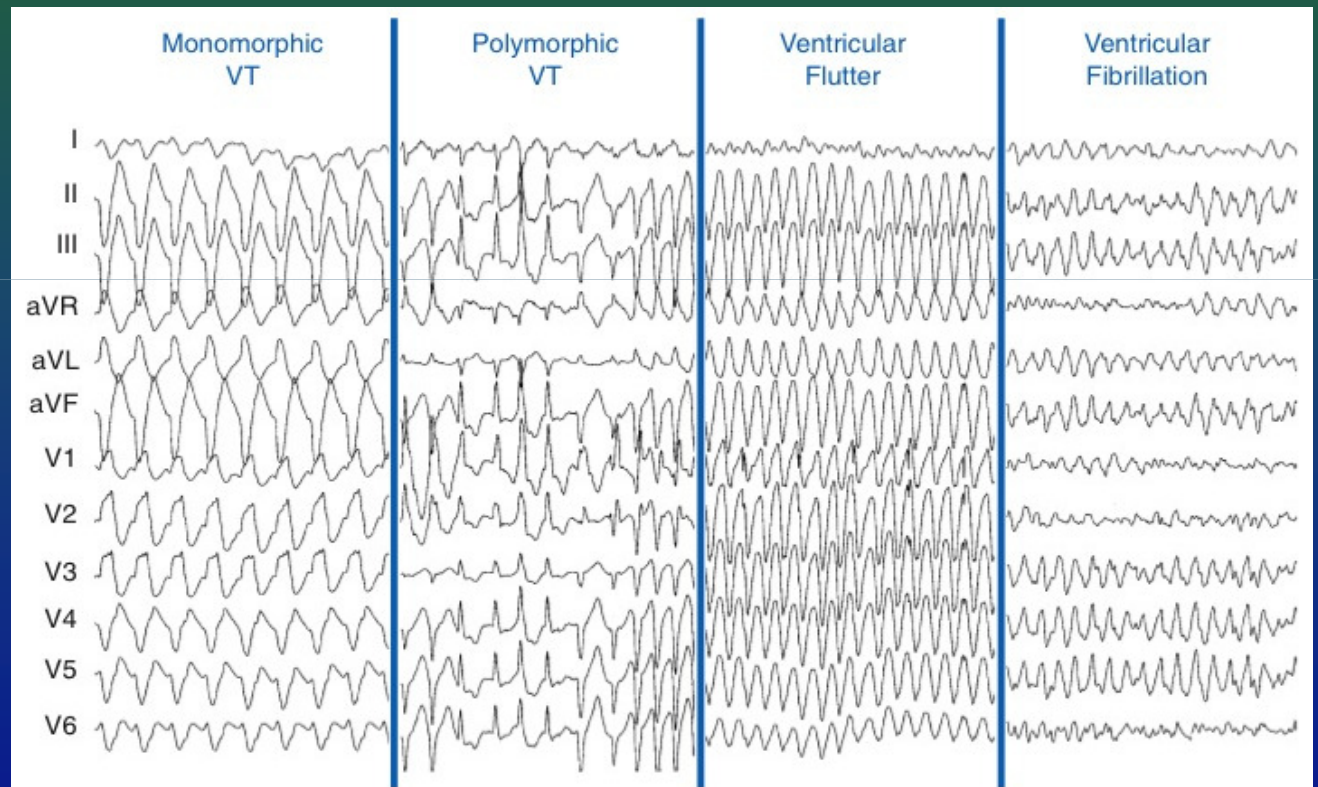 Monomorphic
VT
Polymorphic
VT
Ventricular
Flutter
Ventricular
Fibrillation
I
II
III
aVR
aVL
aVF
V1
V2
V3
V4
V5
V6